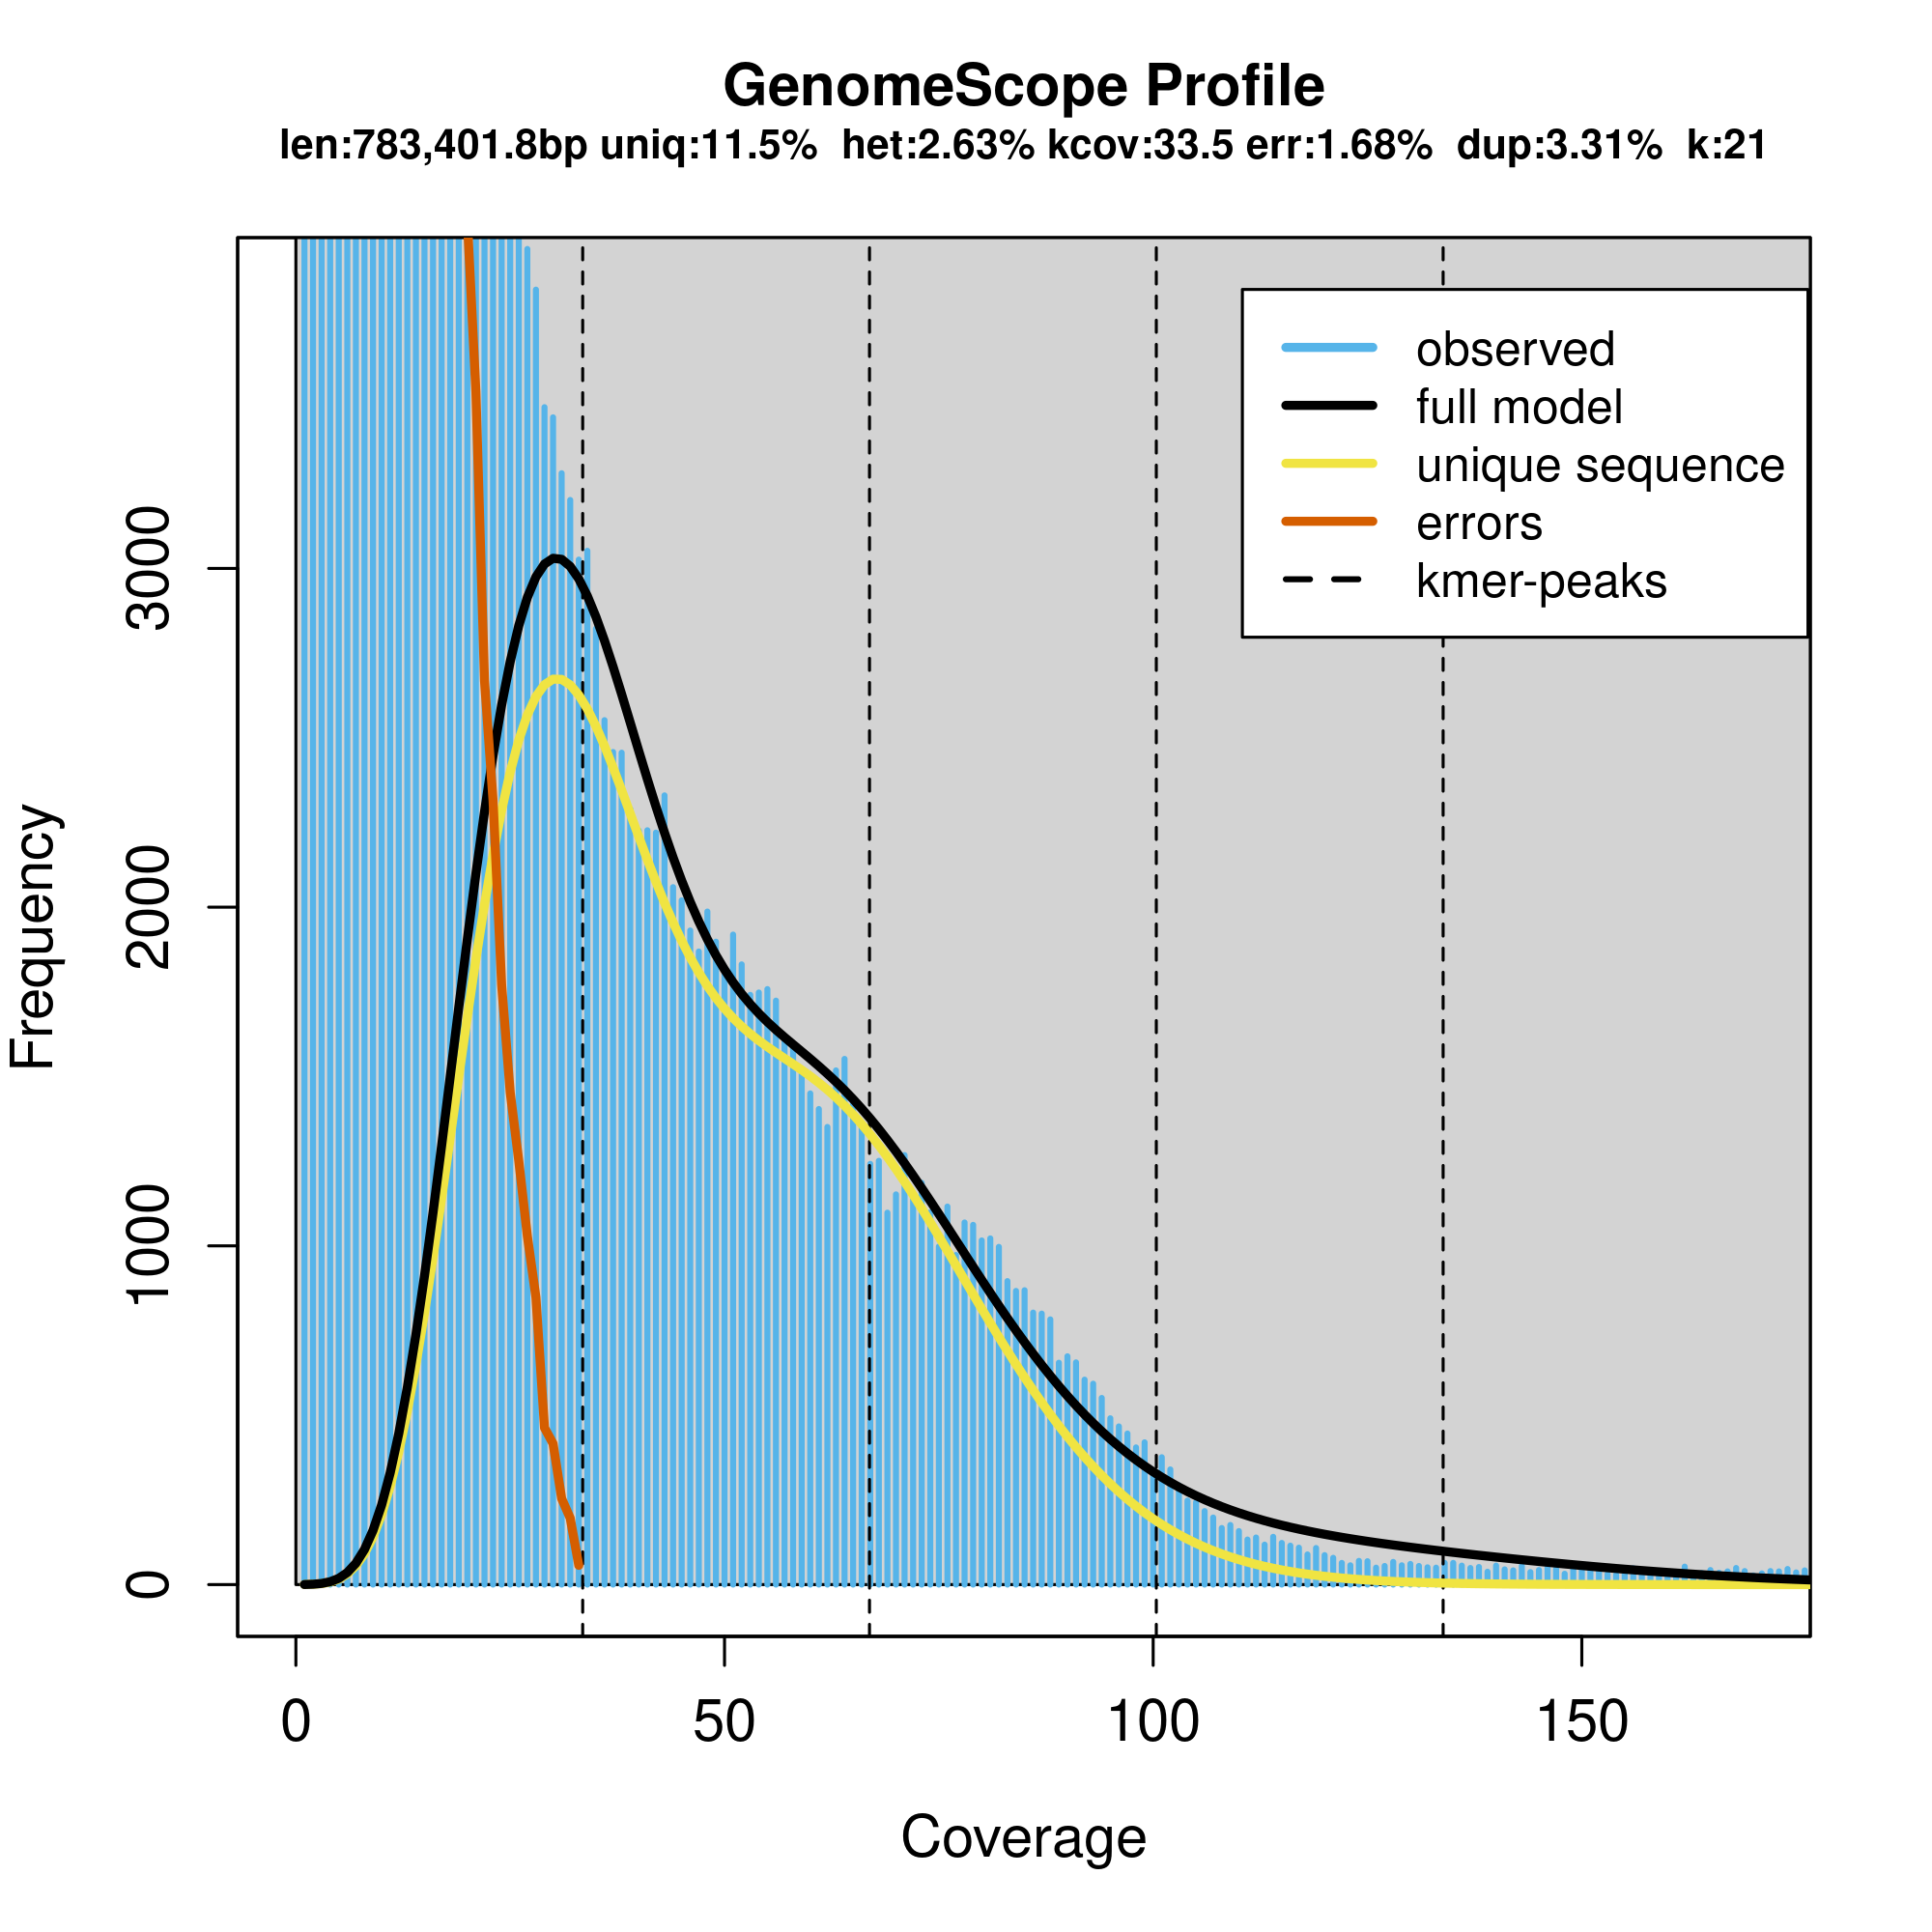 GenomeScope Profile
len:783,401.8bp uniq:11.5% het:2.63% kcov:33.5 err:1.68% dup:3.31% k:21
observed
full model
unique sequence
errors
kmer-peaks
Frequency
3000
2000
1000
0
0 50 100 150
Coverage